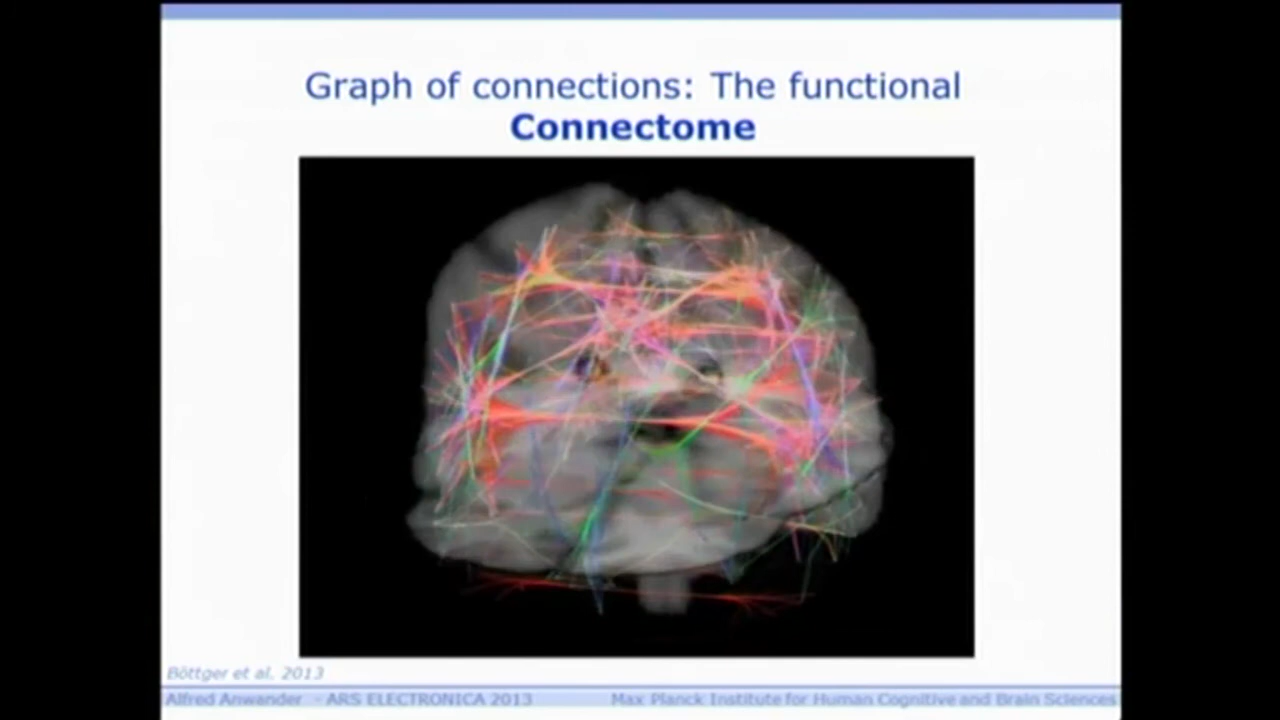 Graph of connections: The functional
Connectome
Böttger et al. 2013
Alfred Anwander - ARS ELECTRONICA 2013
Max Planck Institute for Human Cognitive and Brain Sciences